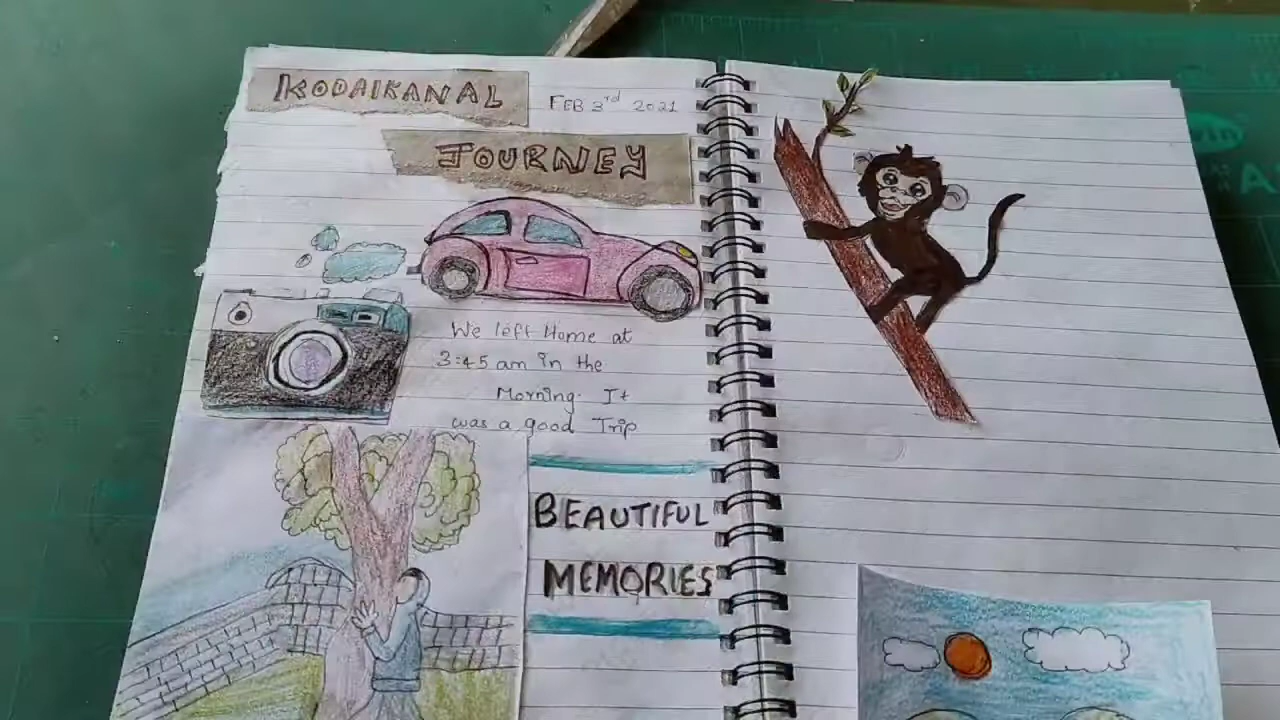 KODAIKANAL
FEB 3rd 2021
JOURNEY
We left Home at
3:45 am in the
Morning. It
was a good Trip
BEAUTIFUL
MEMORIES